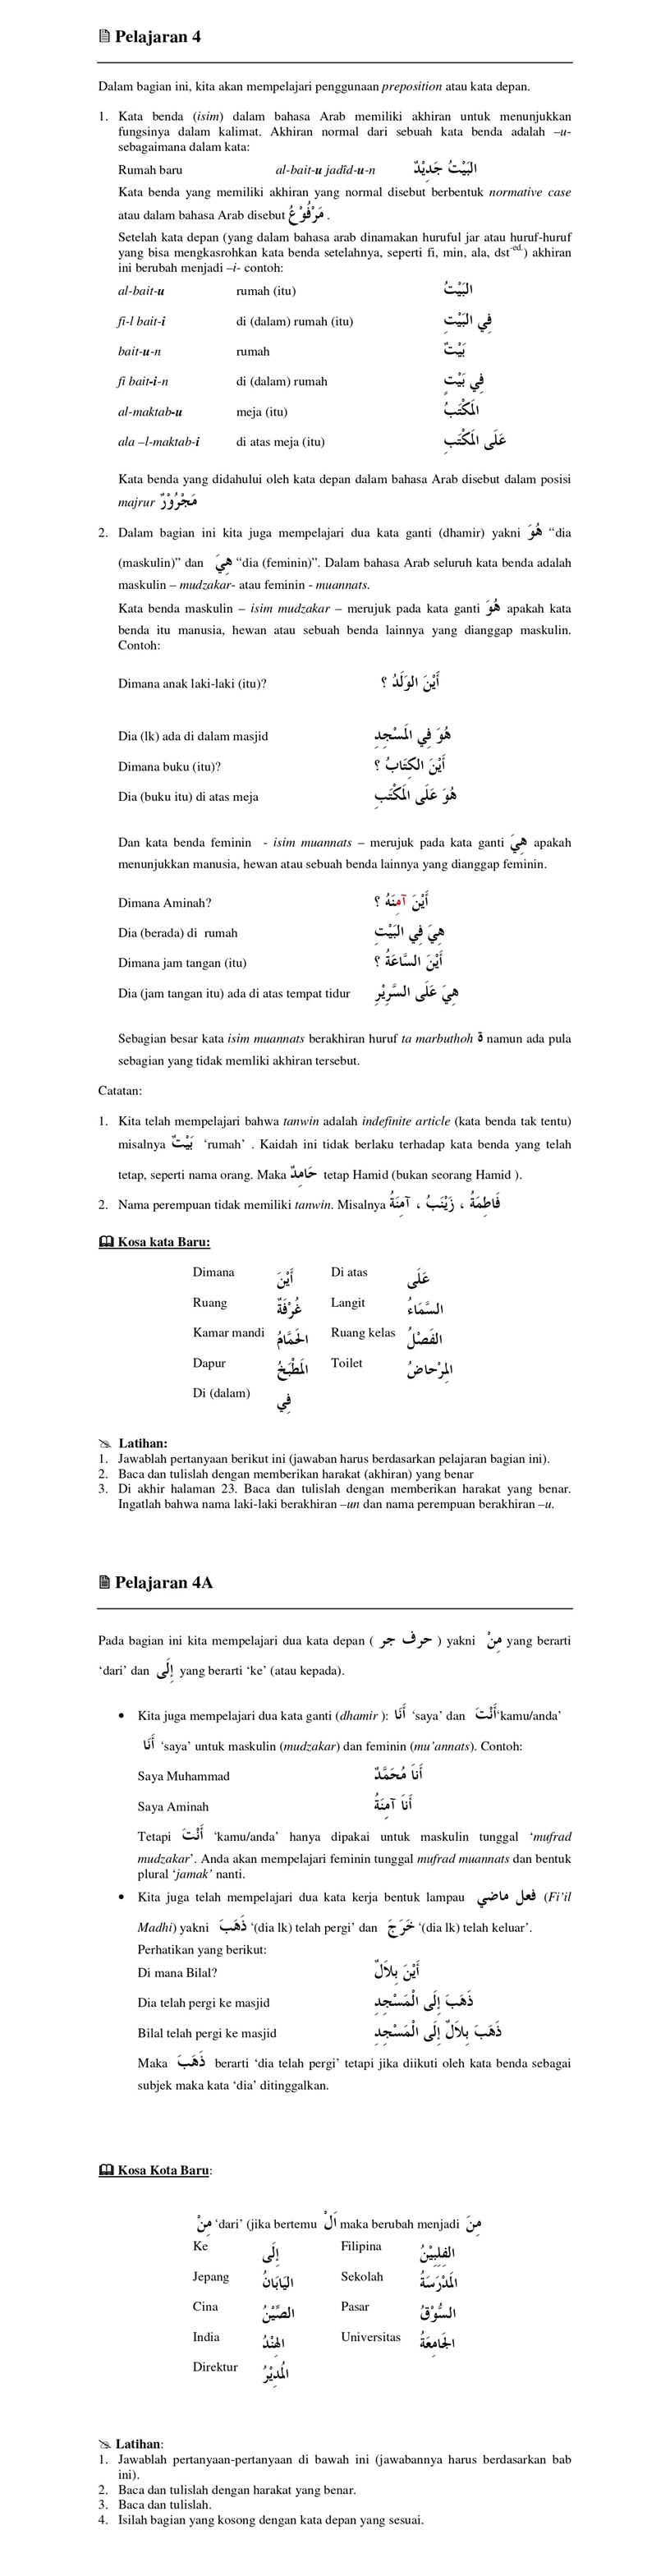 Pelajaran 4
Dalam bagian ini, kita akan mempelajari penggunaan preposition atau kata depan.
1. Kata benda (isim) dalam bahasa Arab memiliki akhiran untuk menunjukkan
fungsinya dalam kalimat. Akhiran normal dari sebuah kata benda adalah –u-
sebagaimana dalam kata:
Rumah baru al-bait-u jadîd-u-n البَيْتُ جَدِيْدٌ
Kata benda yang memiliki akhiran yang normal disebut berbentuk normative case
atau dalam bahasa Arab disebut مَرْفُوْعُ .
Setelah kata depan (yang dalam bahasa arab dinamakan huruful jar atau huruf-huruf
yang bisa mengkasrohkan kata benda setelahnya, seperti fi, min, ala, dst-ed.) akhiran
ini berubah menjadi –i- contoh:
al-bait-u rumah (itu) البَيْتُ
fi-l bait-i di (dalam) rumah (itu) فِي البَيْتِ
bait-u-n rumah بَيْتٌ
fi bait-i-n di (dalam) rumah فِي بَيْتٍ
al-maktab-u meja (itu) المَكْتَبُ
ala –l-maktab-i di atas meja (itu) عَلَى المَكْتَبِ
Kata benda yang didahului oleh kata depan dalam bahasa Arab disebut dalam posisi
majrur مَجْرُوْرٌ
2. Dalam bagian ini kita juga mempelajari dua kata ganti (dhamir) yakni هُوَ “dia
(maskulin)” dan هِيَ “dia (feminin)”. Dalam bahasa Arab seluruh kata benda adalah
maskulin – mudzakar- atau feminin - muannats.
Kata benda maskulin – isim mudzakar – merujuk pada kata ganti هُوَ apakah kata
benda itu manusia, hewan atau sebuah benda lainnya yang dianggap maskulin.
Contoh:
Dimana anak laki-laki (itu)? أَيْنَ الوَلَدُ ؟
Dia (lk) ada di dalam masjid هُوَ فِي المَسْجِدِ
Dimana buku (itu)? أَيْنَ الكِتَابُ ؟
Dia (buku itu) di atas meja هُوَ عَلَى المَكْتَبِ
Dan kata benda feminin - isim muannats – merujuk pada kata ganti هِيَ apakah
menunjukkan manusia, hewan atau sebuah benda lainnya yang dianggap feminin.
Dimana Aminah? أَيْنَ آمِنَهُ ؟
Dia (berada) di rumah هِيَ فِي البَيْتِ
Dimana jam tangan (itu) أَيْنَ السَّاعَةُ ؟
Dia (jam tangan itu) ada di atas tempat tidur هِيَ عَلَى السَّرِيْرِ
Sebagian besar kata isim muannats berakhiran huruf ta marbuthoh ة namun ada pula
sebagian yang tidak memliki akhiran tersebut.
Catatan:
1. Kita telah mempelajari bahwa tanwin adalah indefinite article (kata benda tak tentu)
misalnya بَيْتٌ ‘rumah’ . Kaidah ini tidak berlaku terhadap kata benda yang telah
tetap, seperti nama orang. Maka حَامِدٌ tetap Hamid (bukan seorang Hamid ).
2. Nama perempuan tidak memiliki tanwin. Misalnya فَاطِمَةُ ، زَيْنَبُ ، آمِنَةُ
Kosa kata Baru:
Dimana أَيْنَ Di atas عَلَى
Ruang غُرْفَةٌ Langit السَّمَاءُ
Kamar mandi الحَمَّامُ Ruang kelas الفَصْلُ
Dapur المَطْبَخُ Toilet المِرْحَاضُ
Di (dalam) فِي
Latihan:
1. Jawablah pertanyaan berikut ini (jawaban harus berdasarkan pelajaran bagian ini).
2. Baca dan tulislah dengan memberikan harakat (akhiran) yang benar
3. Di akhir halaman 23. Baca dan tulislah dengan memberikan harakat yang benar.
Ingatlah bahwa nama laki-laki berakhiran –un dan nama perempuan berakhiran –u.
Pelajaran 4A
Pada bagian ini kita mempelajari dua kata depan ( حرف جر ) yakni مِنْ yang berarti
‘dari’ dan إِلَى yang berarti ‘ke’ (atau kepada).
• Kita juga mempelajari dua kata ganti (dhamir ): أَنَا ‘saya’ dan أَنْتَ ‘kamu/anda’
أَنَا ‘saya’ untuk maskulin (mudzakar) dan feminin (mu’annats). Contoh:
Saya Muhammad أَنَا مُحَمَّدٌ
Saya Aminah أَنَا آمِنَةُ
Tetapi أَنْتَ ‘kamu/anda’ hanya dipakai untuk maskulin tunggal ‘mufrad
mudzakar’. Anda akan mempelajari feminin tunggal mufrad muannats dan bentuk
plural ‘jamak’ nanti.
• Kita juga telah mempelajari dua kata kerja bentuk lampau فعل ماضي (Fi’il
Madhi) yakni ذَهَبَ ‘(dia lk) telah pergi’ dan خَرَجَ ‘(dia lk) telah keluar’.
Perhatikan yang berikut:
Di mana Bilal? أَيْنَ بِلاَلٌ
Dia telah pergi ke masjid ذَهَبَ إِلَى الْمَسْجِدِ
Bilal telah pergi ke masjid ذَهَبَ بِلاَلٌ إِلَى الْمَسْجِدِ
Maka ذَهَبَ berarti ‘dia telah pergi’ tetapi jika diikuti oleh kata benda sebagai
subjek maka kata ‘dia’ ditinggalkan.
Kosa Kota Baru:
مِنْ ‘dari’ (jika bertemu اَلْ maka berubah menjadi مِنَ
Ke إِلَى Filipina الفِلِبِيْنُ
Jepang اليَابَانُ Sekolah المَدْرَسَةُ
Cina الصِّيْنُ Pasar السُّوْقُ
India الهِنْدُ Universitas الجَامِعَةُ
Direktur المُدِيْرُ
Latihan:
1. Jawablah pertanyaan-pertanyaan di bawah ini (jawabannya harus berdasarkan bab
ini).
2. Baca dan tulislah dengan harakat yang benar.
3. Baca dan tulislah.
4. Isilah bagian yang kosong dengan kata depan yang sesuai.